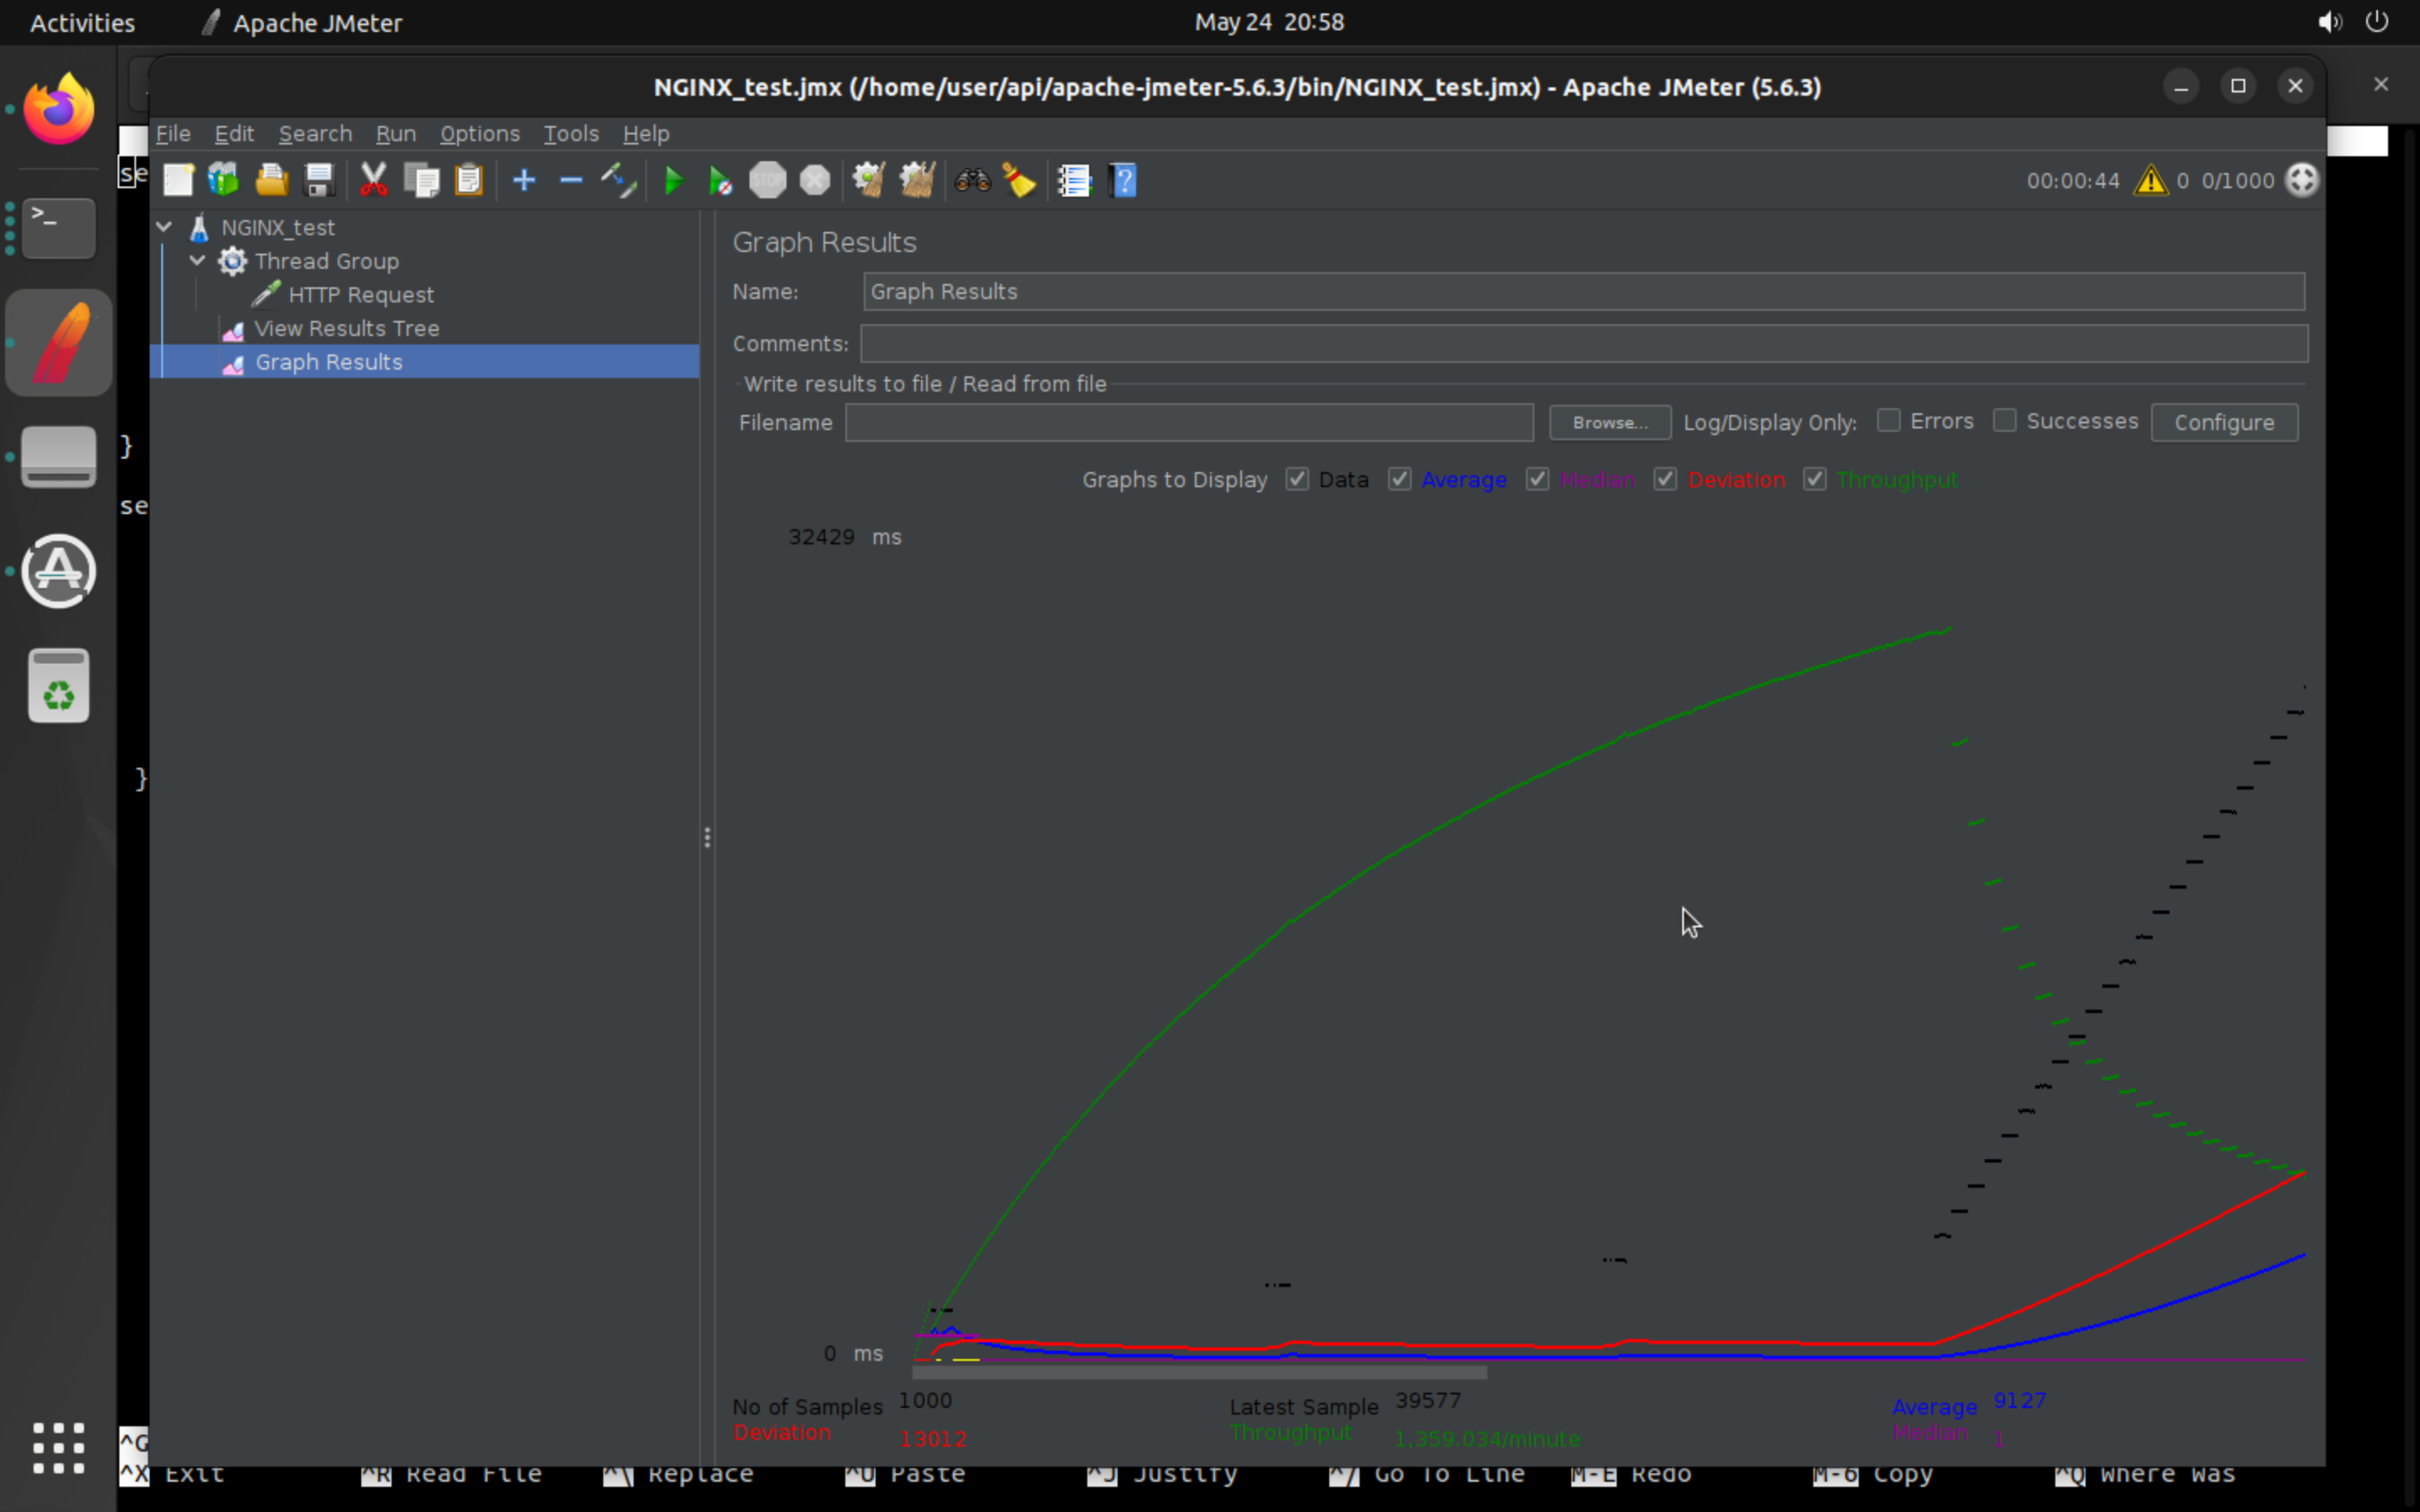 Activities Apache JMeter May 24 20:58
NGINX_test.jmx (/home/user/api/apache-jmeter-5.6.3/bin/NGINX_test.jmx) - Apache JMeter (5.6.3)
File Edit Search Run Options Tools Help
se
STOP 00:00:44 0 0/1000
NGINX_test
Thread Group
HTTP Request
View Results Tree
Graph Results
Graph Results
Name: Graph Results
Comments:
Write results to file / Read from file
Filename Browse... Log/Display Only: Errors Successes Configure
}
Graphs to Display Data Average Median Deviation Throughput
se
32429 ms
}
0 ms
No of Samples 1000 Latest Sample 39577 Average 9127
Deviation 13012 Throughput 1,359.034/minute Median 1
^G
^X Exit ^R Read File ^\ Replace ^U Paste ^J Justify ^/ Go To Line M-E Redo M-6 Copy ^Q Where Was